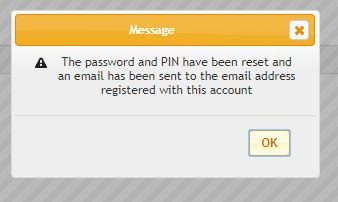 Message
The password and PIN have been reset and
an email has been sent to the email address
registered with this account
OK